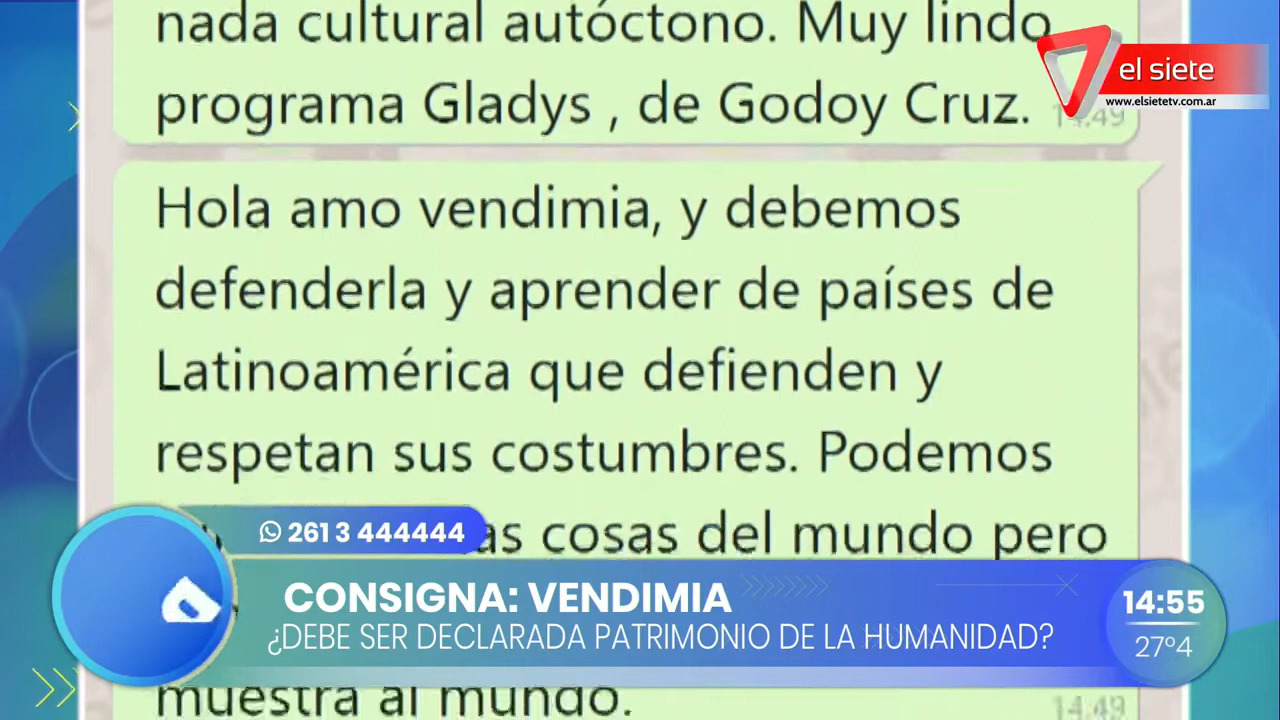 nada cultural autóctono. Muy lindo
programa Gladys , de Godoy Cruz.
14:49
el siete
www.elsietetv.com.ar
Hola amo vendimia, y debemos
defenderla y aprender de países de
Latinoamérica que defienden y
respetan sus costumbres. Podemos
cosas del mundo pero
261 3 444444
CONSIGNA: VENDIMIA
¿DEBE SER DECLARADA PATRIMONIO DE LA HUMANIDAD?
14:55
27º4
muestra al mundo.
14:49